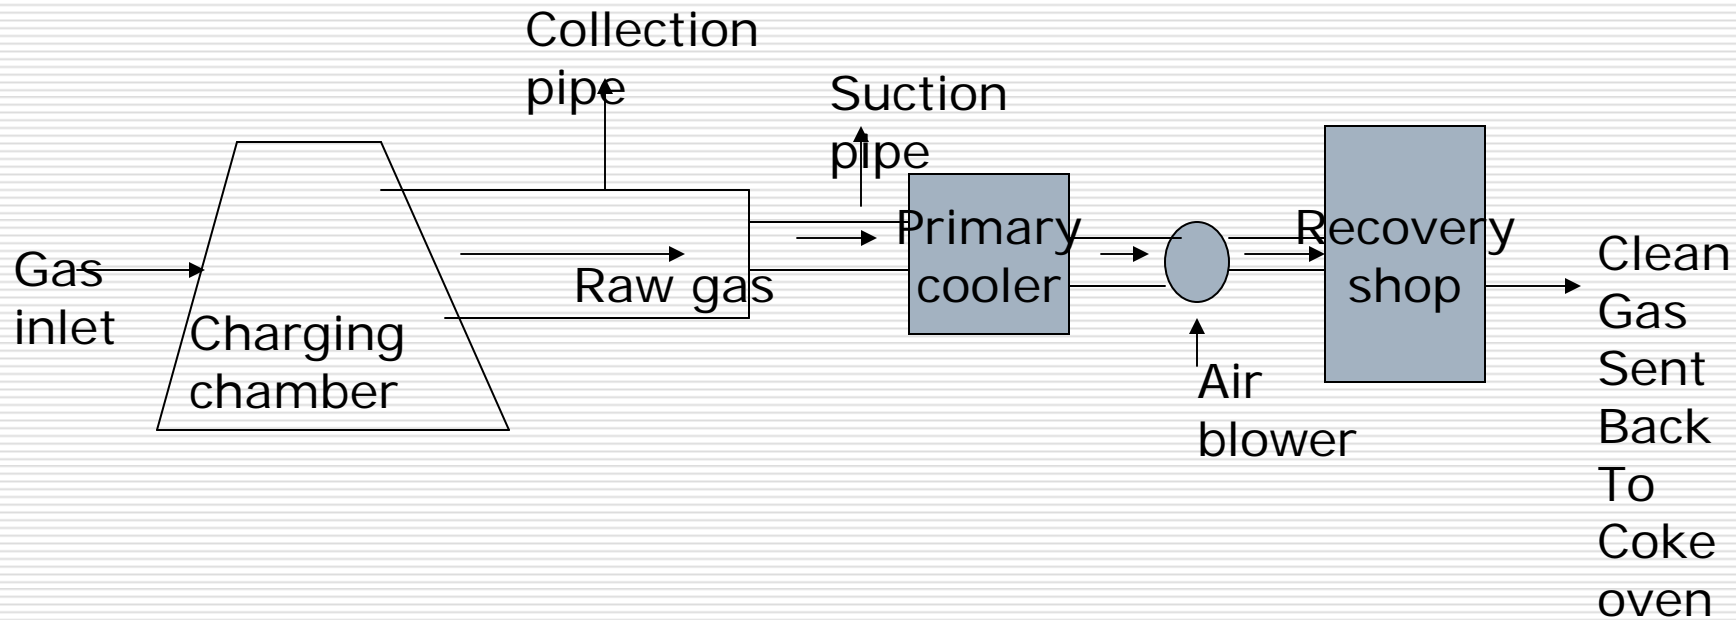 Collection
pipe
Suction
pipe
Gas
inlet
Charging
chamber
Raw gas
Primary
cooler
Air
blower
Recovery
shop
Clean
Gas
Sent
Back
To
Coke
oven